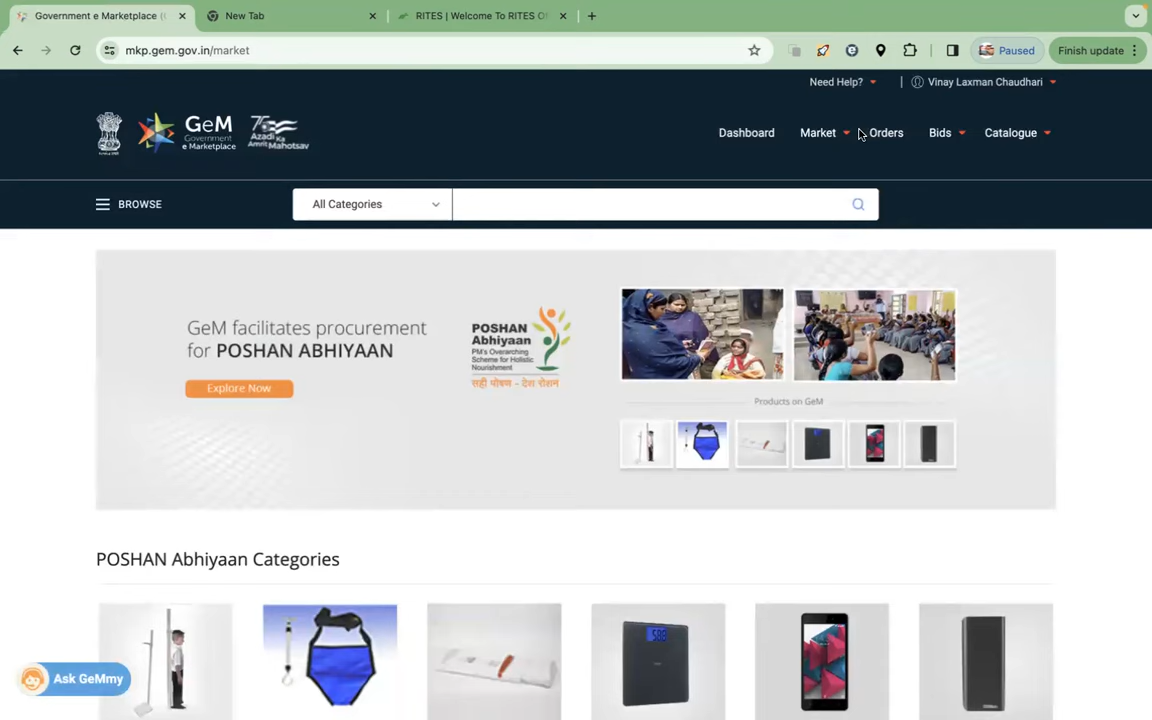 Government e Marketplace (
New Tab
RITES | Welcome To RITES Of
mkp.gem.gov.in/market
Paused
Finish update
Need Help?
Vinay Laxman Chaudhari
GeM
Government
e Marketplace
75
Azadi Ka
Amrit Mahotsav
Dashboard
Market
Orders
Bids
Catalogue
BROWSE
All Categories
GeM facilitates procurement
for POSHAN ABHIYAAN
Explore Now
POSHAN
Abhiyaan
PM's Overarching
Scheme for Holistic
Nourishment
सही पोषण - देश रोशन
Products on GeM
POSHAN Abhiyaan Categories
Ask GeMmy